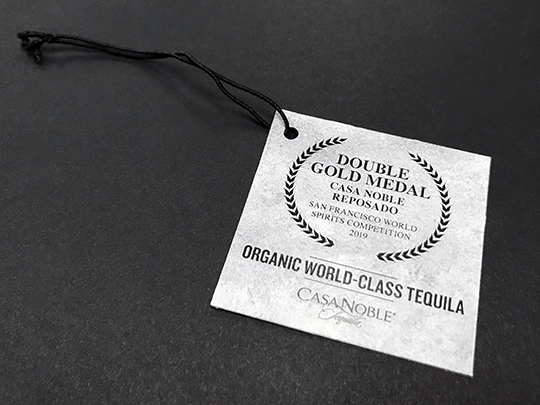 DOUBLE
GOLD MEDAL
CASA NOBLE
REPOSADO
SAN FRANCISCO WORLD
SPIRITS COMPETITION
2019
ORGANIC WORLD-CLASS TEQUILA
CASA NOBLE®
Tequila